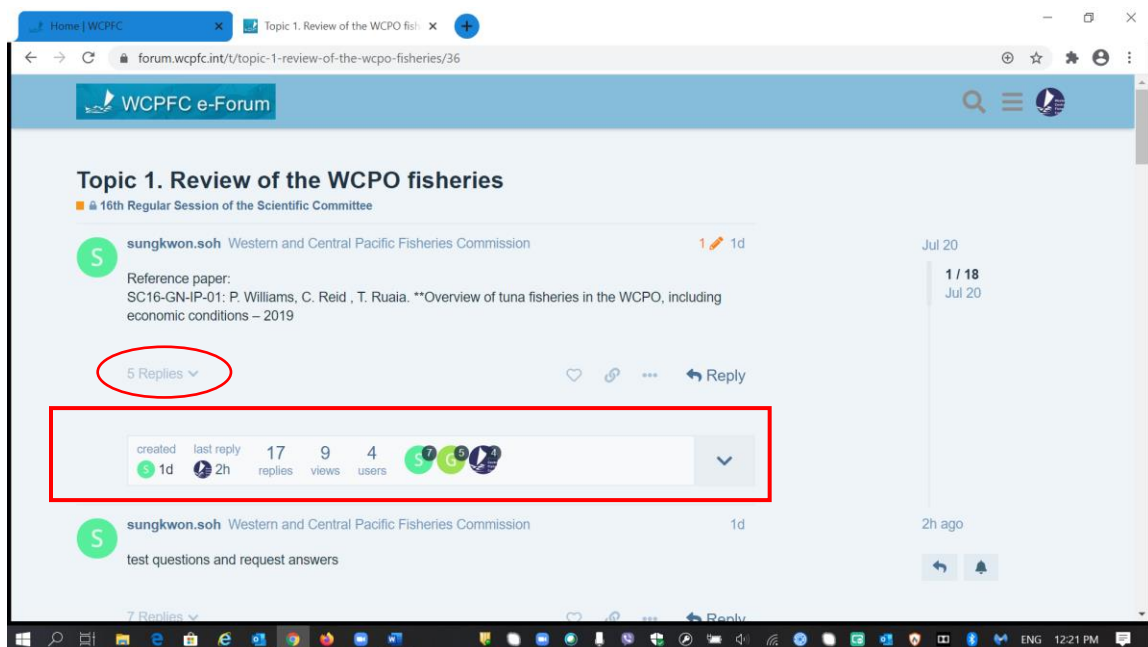 Home | WCPFC
Topic 1. Review of the WCPO fish
forum.wcpfc.int/t/topic-1-review-of-the-wcpo-fisheries/36
WCPFC e-Forum
Topic 1. Review of the WCPO fisheries
16th Regular Session of the Scientific Committee
S
sungkwon.soh Western and Central Pacific Fisheries Commission 1 1d
Reference paper:
SC16-GN-IP-01: P. Williams, C. Reid , T. Ruaia. **Overview of tuna fisheries in the WCPO, including
economic conditions – 2019
5 Replies
Reply
Jul 20
1 / 18
Jul 20
created last reply 17 9 4
S 1d 2h replies views users
S 7 G 5 4
S
sungkwon.soh Western and Central Pacific Fisheries Commission 1d
test questions and request answers
7 Replies
Reply
2h ago
ENG 12:21 PM